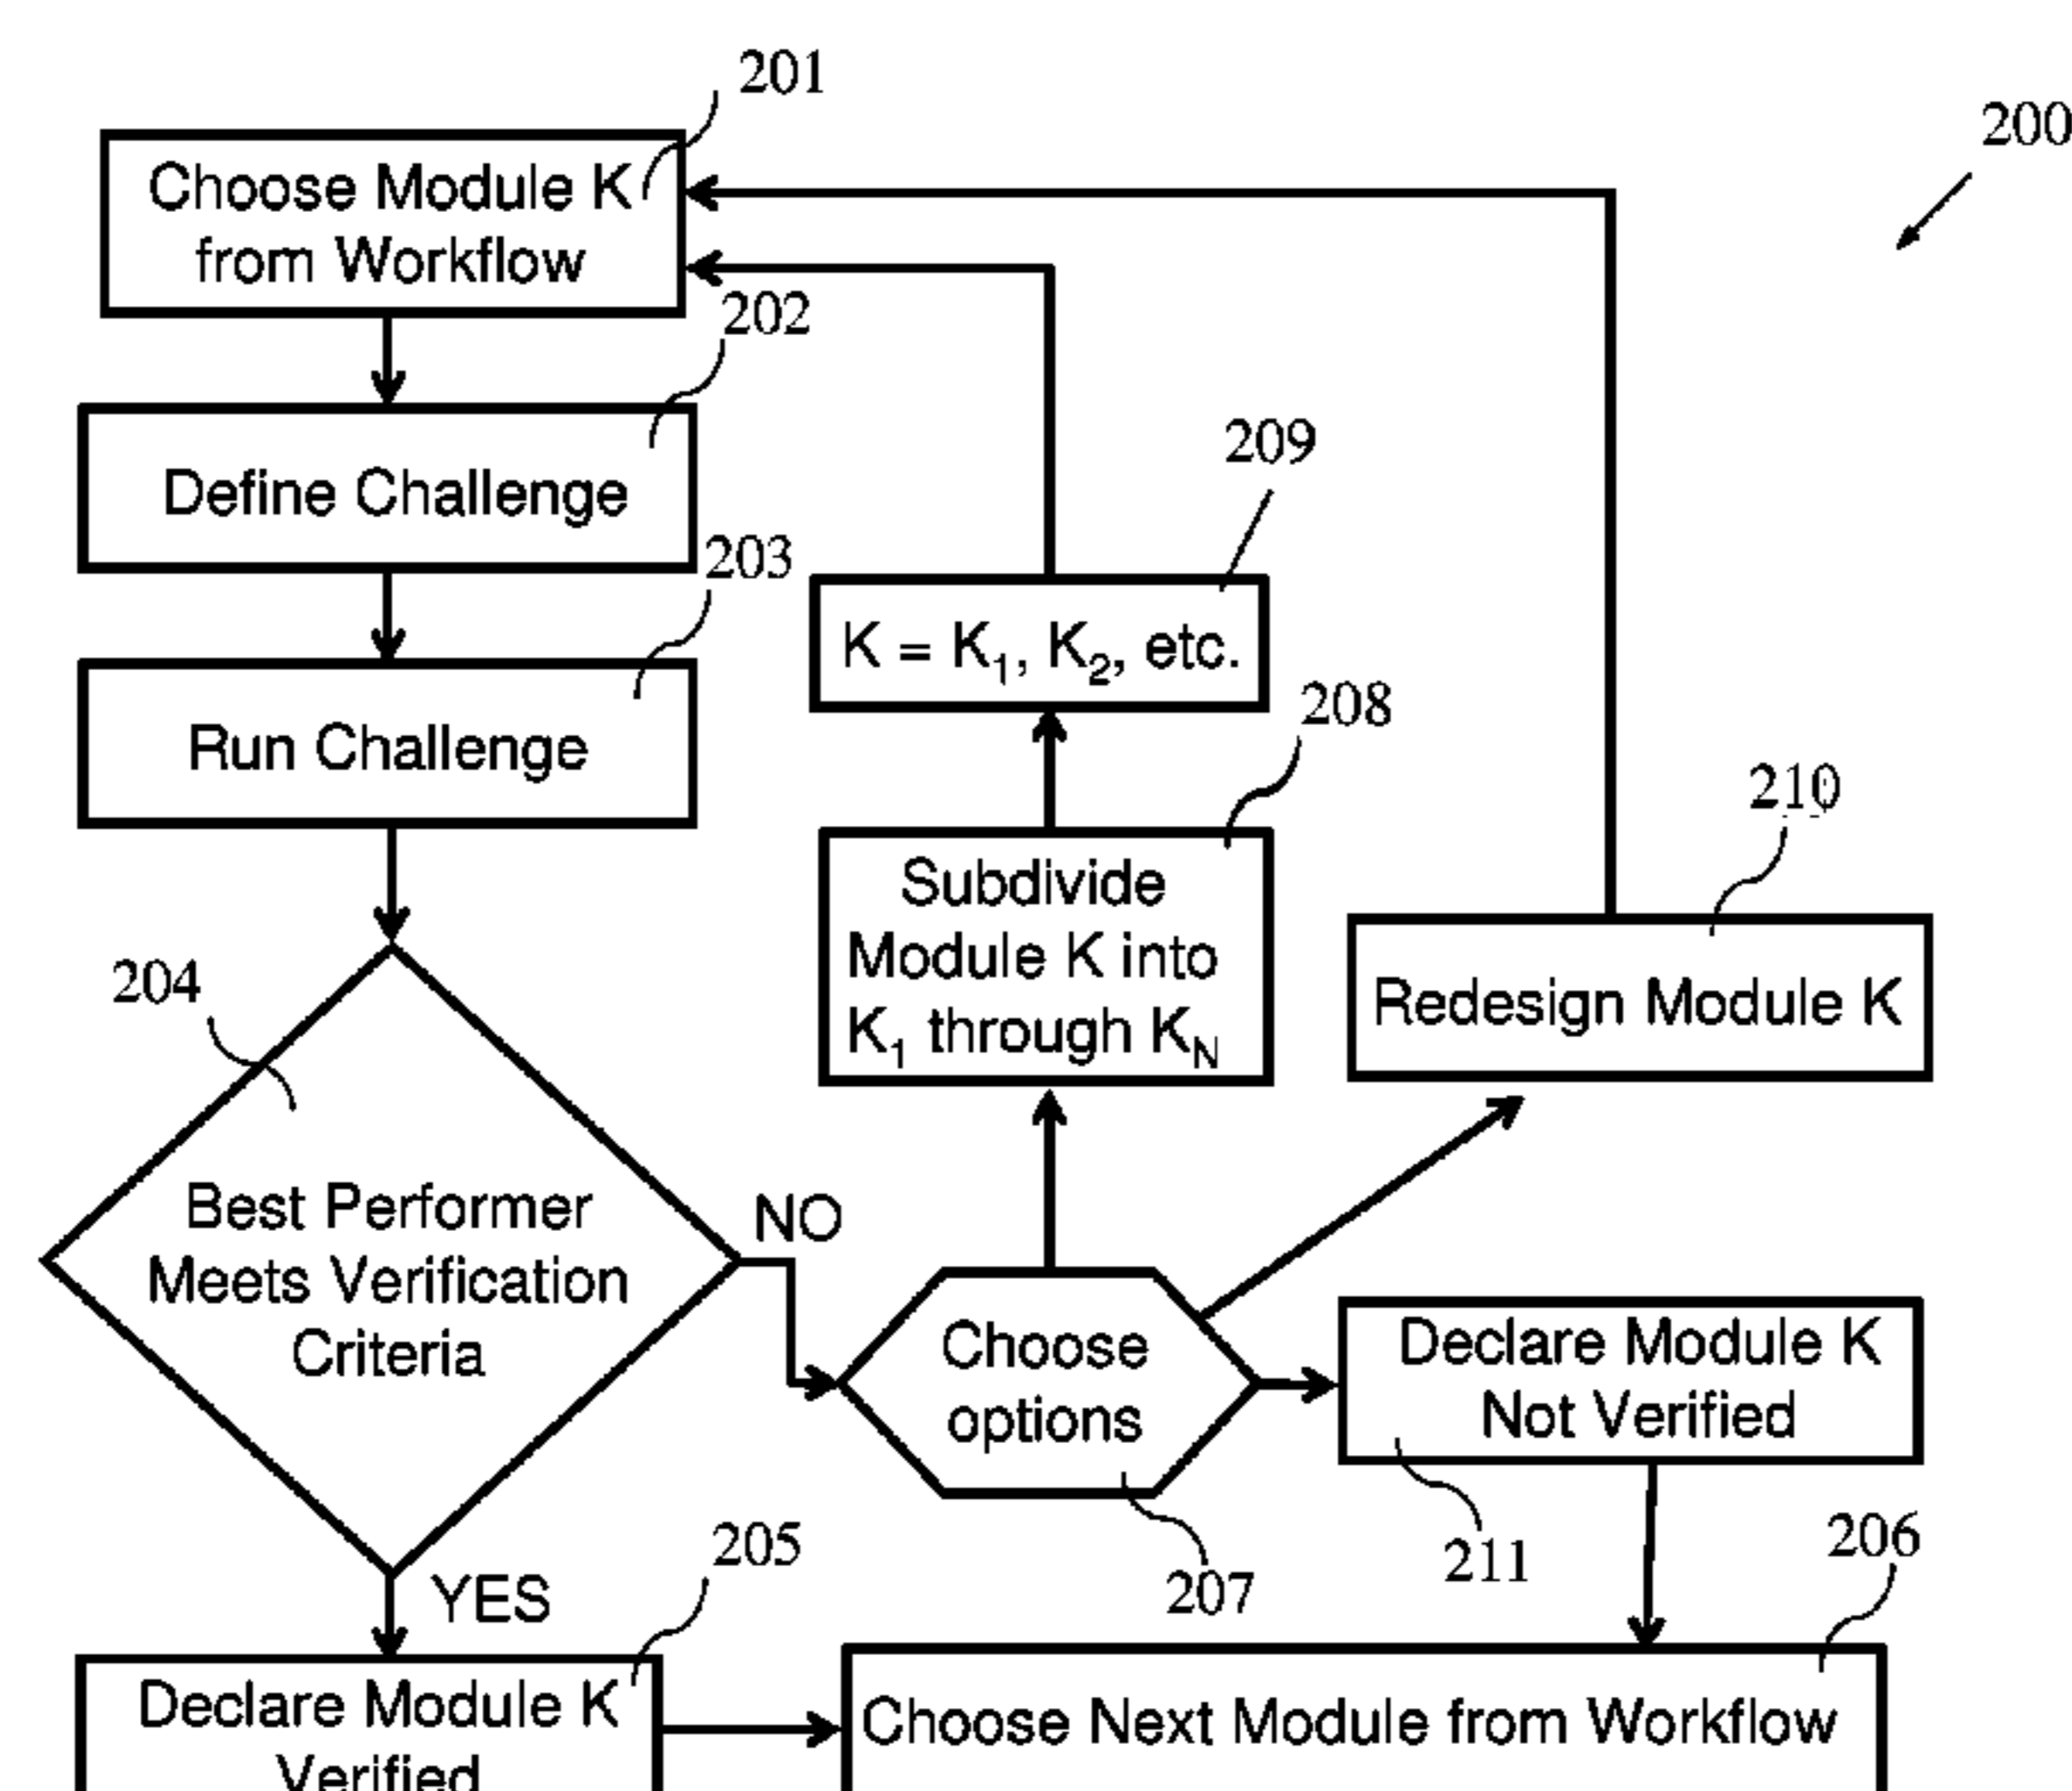 201
200
Choose Module K
from Workflow
202
Define Challenge
209
203
K = K₁, K₂, etc.
Run Challenge
208
210
Subdivide
Module K into
K₁ through K_N
Redesign Module K
204
Best Performer
Meets Verification
Criteria
NO
Choose
options
Declare Module K
Not Verified
205
211
206
207
YES
Declare Module K
Verified
Choose Next Module from Workflow